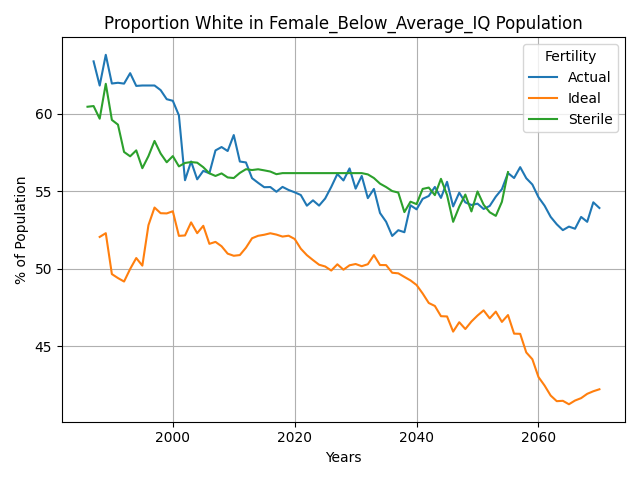 Proportion White in Female_Below_Average_IQ Population
Fertility
Actual
Ideal
Sterile
% of Population
60
55
50
45
2000
2020
2040
2060
Years